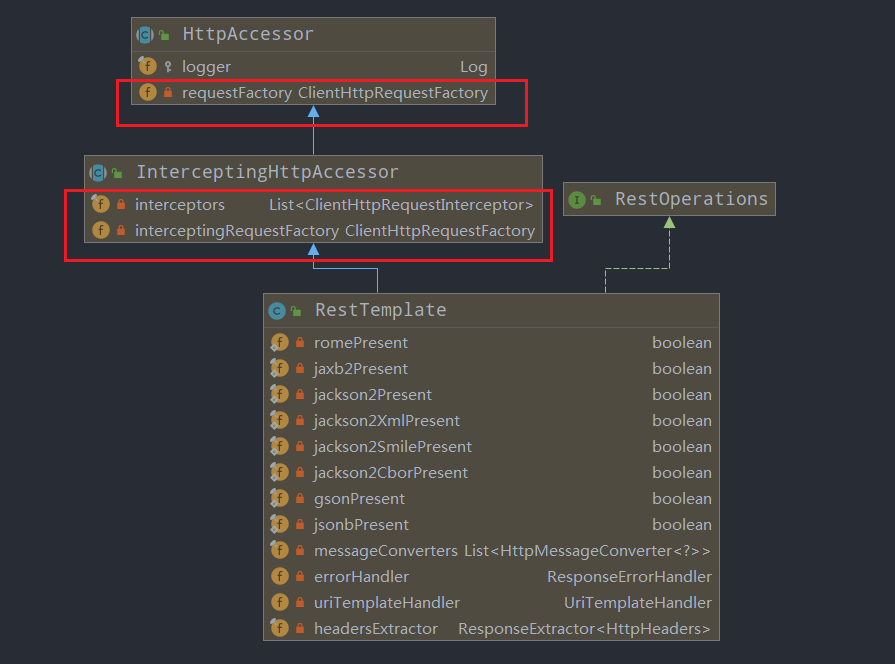 HttpAccessor
logger Log
requestFactory ClientHttpRequestFactory
InterceptingHttpAccessor
interceptors List<ClientHttpRequestInterceptor>
interceptingRequestFactory ClientHttpRequestFactory
RestOperations
RestTemplate
romePresent boolean
jaxb2Present boolean
jackson2Present boolean
jackson2XmlPresent boolean
jackson2SmilePresent boolean
jackson2CborPresent boolean
gsonPresent boolean
jsonbPresent boolean
messageConverters List<HttpMessageConverter<?>>
errorHandler ResponseErrorHandler
uriTemplateHandler UriTemplateHandler
headersExtractor ResponseExtractor<HttpHeaders>